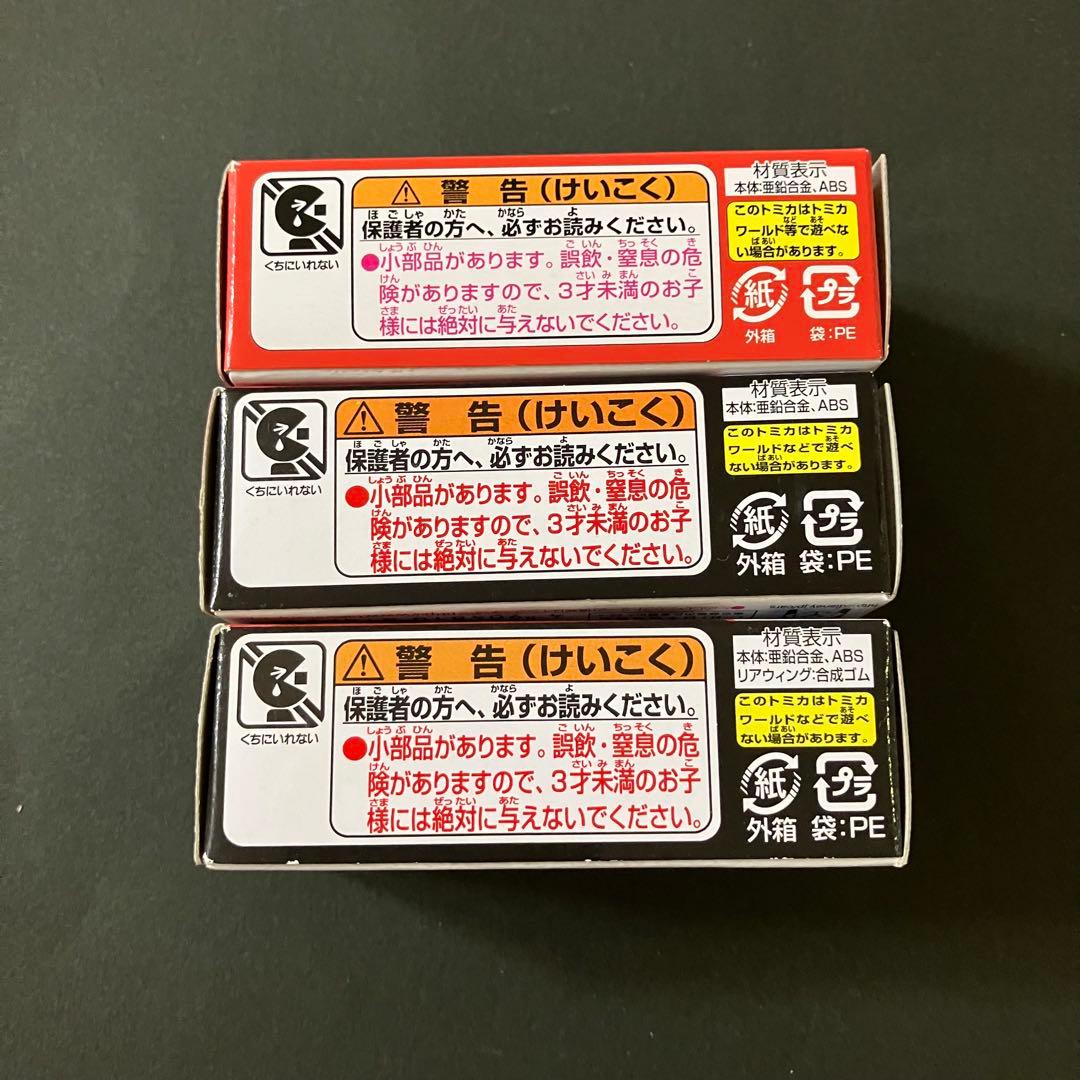 警 告（けいこく）
保護者の方へ、必ずお読みください。
●小部品があります。誤飲・窒息の危
険がありますので、3才未満のお子
様には絶対に与えないでください。
くちにいれない
材質表示
本体：亜鉛合金、ABS
このトミカはトミカ
ワールド等で遊べな
い場合があります。
紙
プラ
外箱
袋：PE
警 告（けいこく）
保護者の方へ、必ずお読みください。
●小部品があります。誤飲・窒息の危
険がありますので、3才未満のお子
様には絶対に与えないでください。
くちにいれない
材質表示
本体：亜鉛合金、ABS
このトミカはトミカ
ワールドなどで遊べ
ない場合があります。
紙
プラ
外箱 袋：PE
警 告（けいこく）
保護者の方へ、必ずお読みください。
●小部品があります。誤飲・窒息の危
険がありますので、3才未満のお子
様には絶対に与えないでください。
くちにいれない
材質表示
本体：亜鉛合金、ABS
リアウィング：合成ゴム
このトミカはトミカ
ワールドなどで遊べ
ない場合があります。
紙
プラ
外箱 袋：PE